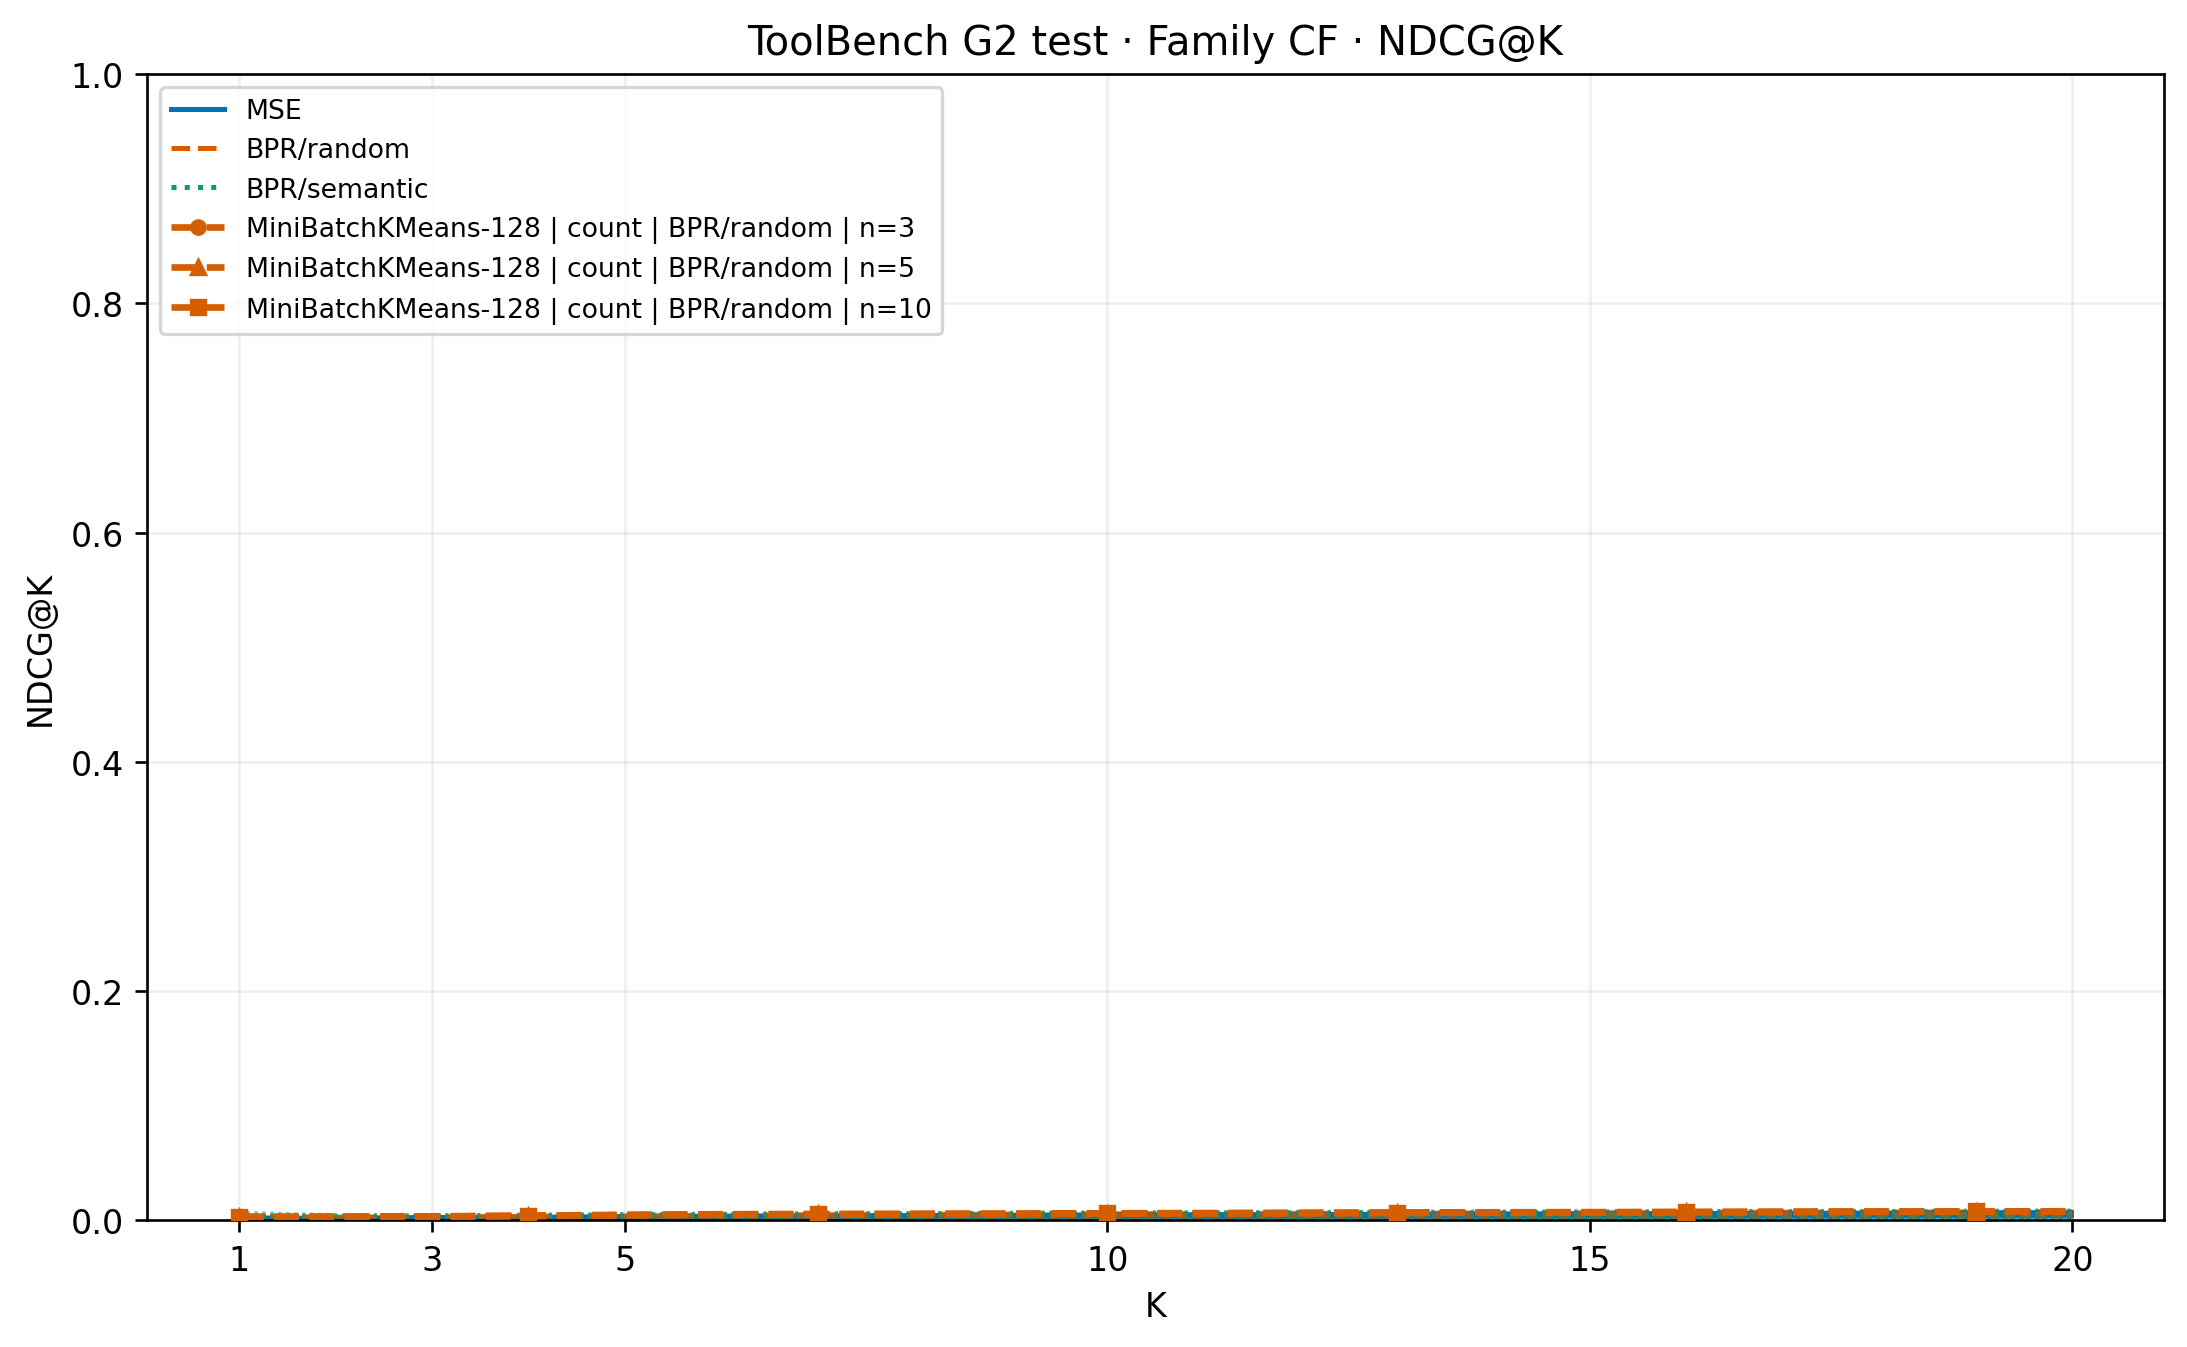 ToolBench G2 test · Family CF · NDCG@K
1.0
0.8
0.6
0.4
0.2
0.0
NDCG@K
MSE
BPR/random
BPR/semantic
MiniBatchKMeans-128 | count | BPR/random | n=3
MiniBatchKMeans-128 | count | BPR/random | n=5
MiniBatchKMeans-128 | count | BPR/random | n=10
1 3 5 10 15 20
K